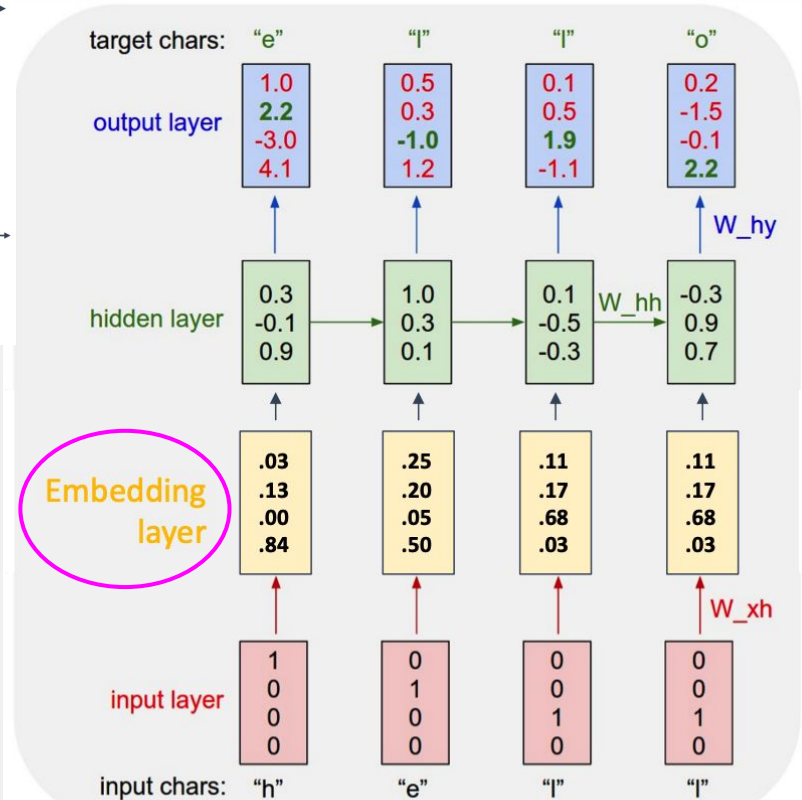 target chars: “e” “l” “l” “o”
1.0 0.5 0.1 0.2
2.2 0.3 0.5 -1.5
output layer
-3.0 -1.0 1.9 -0.1
4.1 1.2 -1.1 2.2
W_hy
0.3 1.0 0.1 W_hh -0.3
hidden layer -0.1 0.3 -0.5 0.9
0.9 0.1 -0.3 0.7
.03 .25 .11 .11
Embedding .13 .20 .17 .17
layer .00 .05 .68 .68
.84 .50 .03 .03
W_xh
1 0 0 0
0 1 0 0
input layer
0 0 1 1
0 0 0 0
input chars: “h” “e” “l” “l”